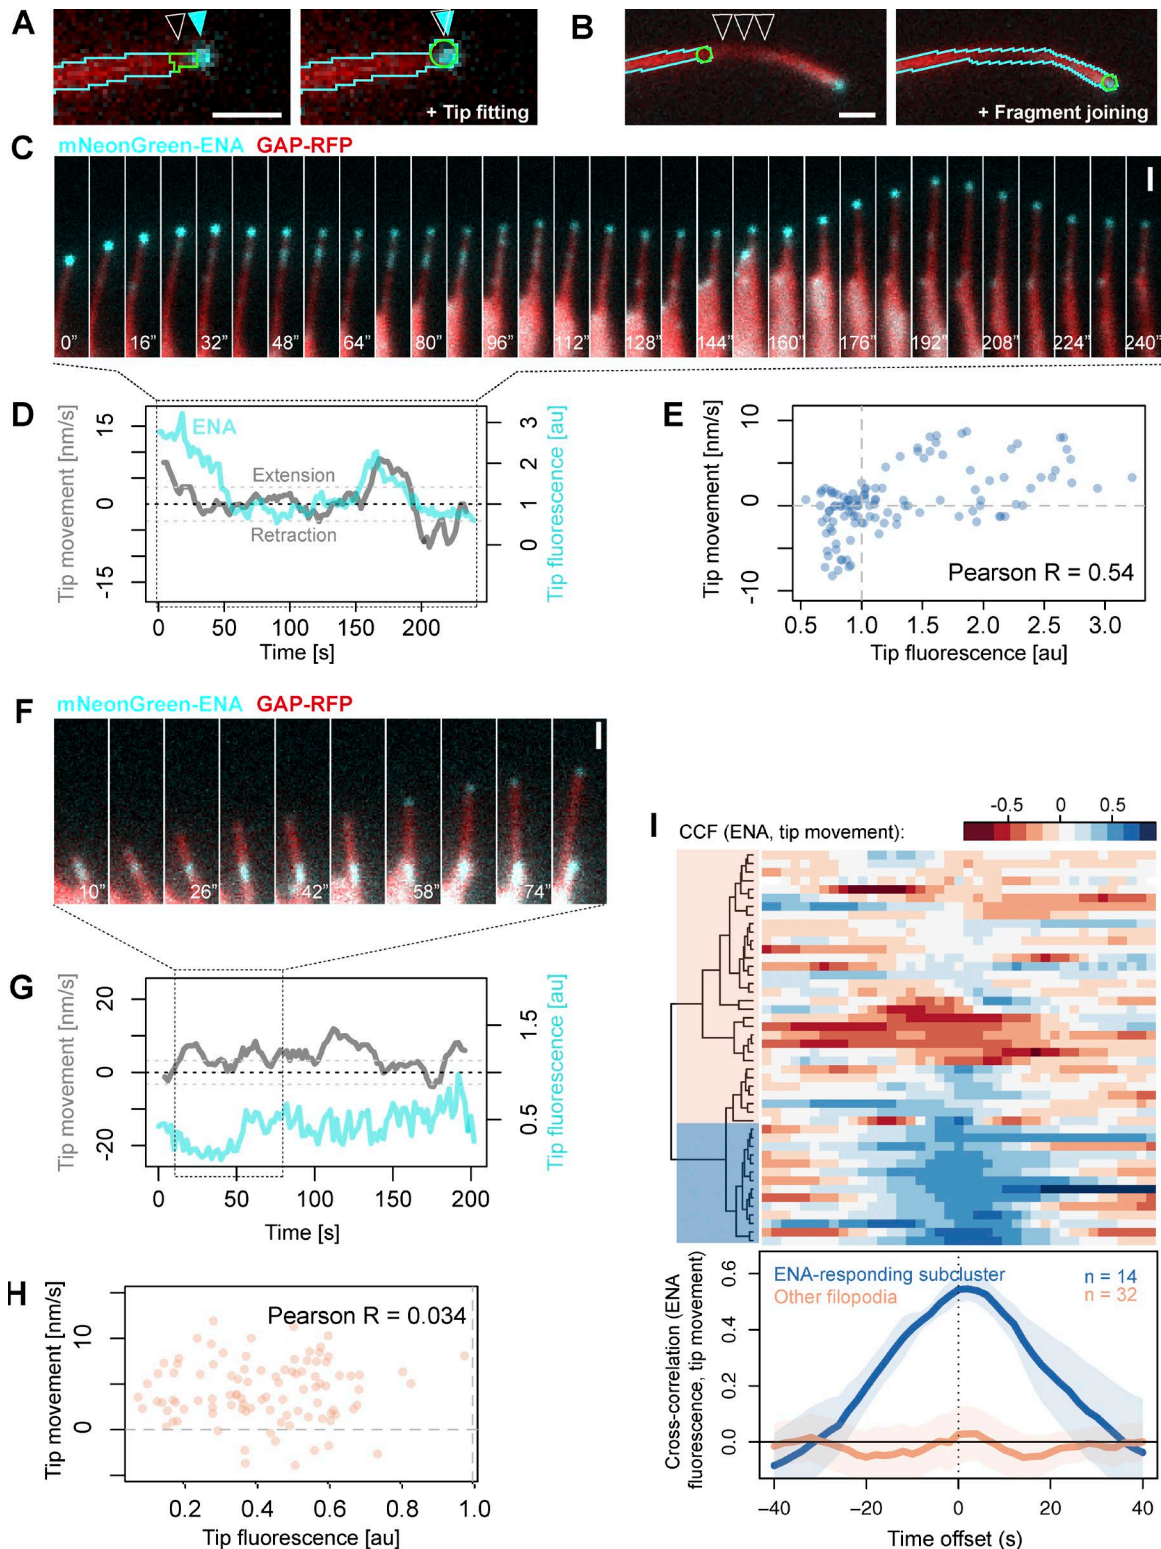 A
B
+ Tip fitting
+ Fragment joining
C
mNeonGreen-ENA GAP-RFP
0” 16” 32” 48” 64” 80” 96” 112” 128” 144” 160” 176” 192” 208” 224” 240”
D
Tip movement [nm/s]
15
0
-15
ENA
Extension
Retraction
3
2
1
0
Tip fluorescence [au]
0 50 100 150 200
Time [s]
E
Tip movement [nm/s]
10
0
-10
Pearson R = 0.54
0.5 1.0 1.5 2.0 2.5 3.0
Tip fluorescence [au]
F
mNeonGreen-ENA GAP-RFP
10” 26” 42” 58” 74”
G
Tip movement [nm/s]
20
0
-20
1.5
0.5
Tip fluorescence [au]
0 50 100 150 200
Time [s]
H
Tip movement [nm/s]
10
0
Pearson R = 0.034
0.2 0.4 0.6 0.8 1.0
Tip fluorescence [au]
I
CCF (ENA, tip movement):
-0.5 0 0.5
Cross-correlation (ENA
fluorescence, tip movement)
0.6
0.4
0.2
0.0
ENA-responding subcluster n = 14
Other filopodia n = 32
−40 −20 0 20 40
Time offset (s)